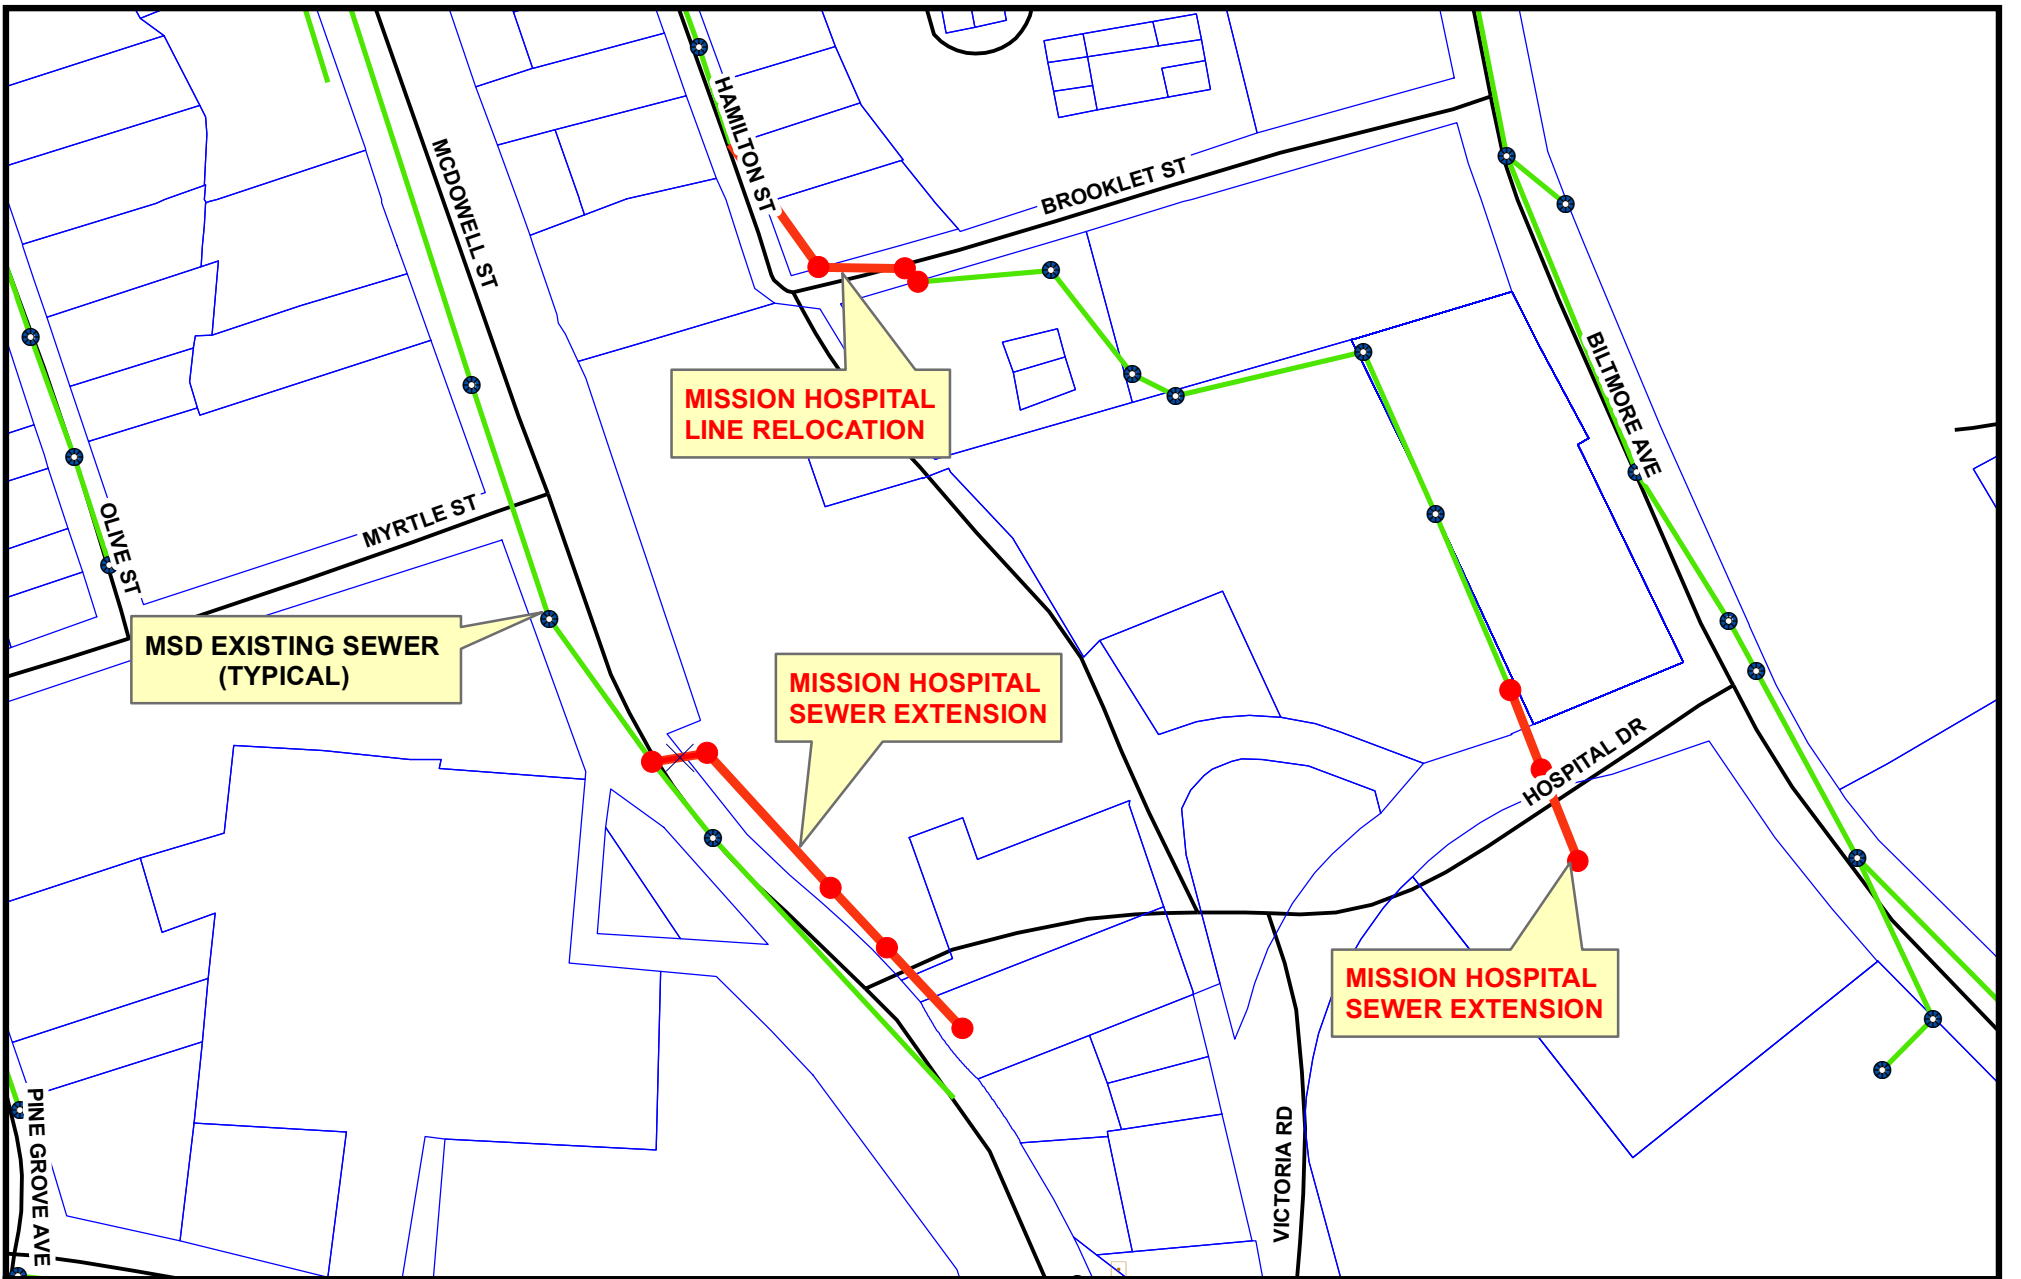 HAMILTON ST
MCDOWELL ST
BROOKLET ST
BILTMORE AVE
MISSION HOSPITAL
LINE RELOCATION
OLIVE ST
MYRTLE ST
MSD EXISTING SEWER
(TYPICAL)
MISSION HOSPITAL
SEWER EXTENSION
HOSPITAL DR
MISSION HOSPITAL
SEWER EXTENSION
PINE GROVE AVE
VICTORIA RD